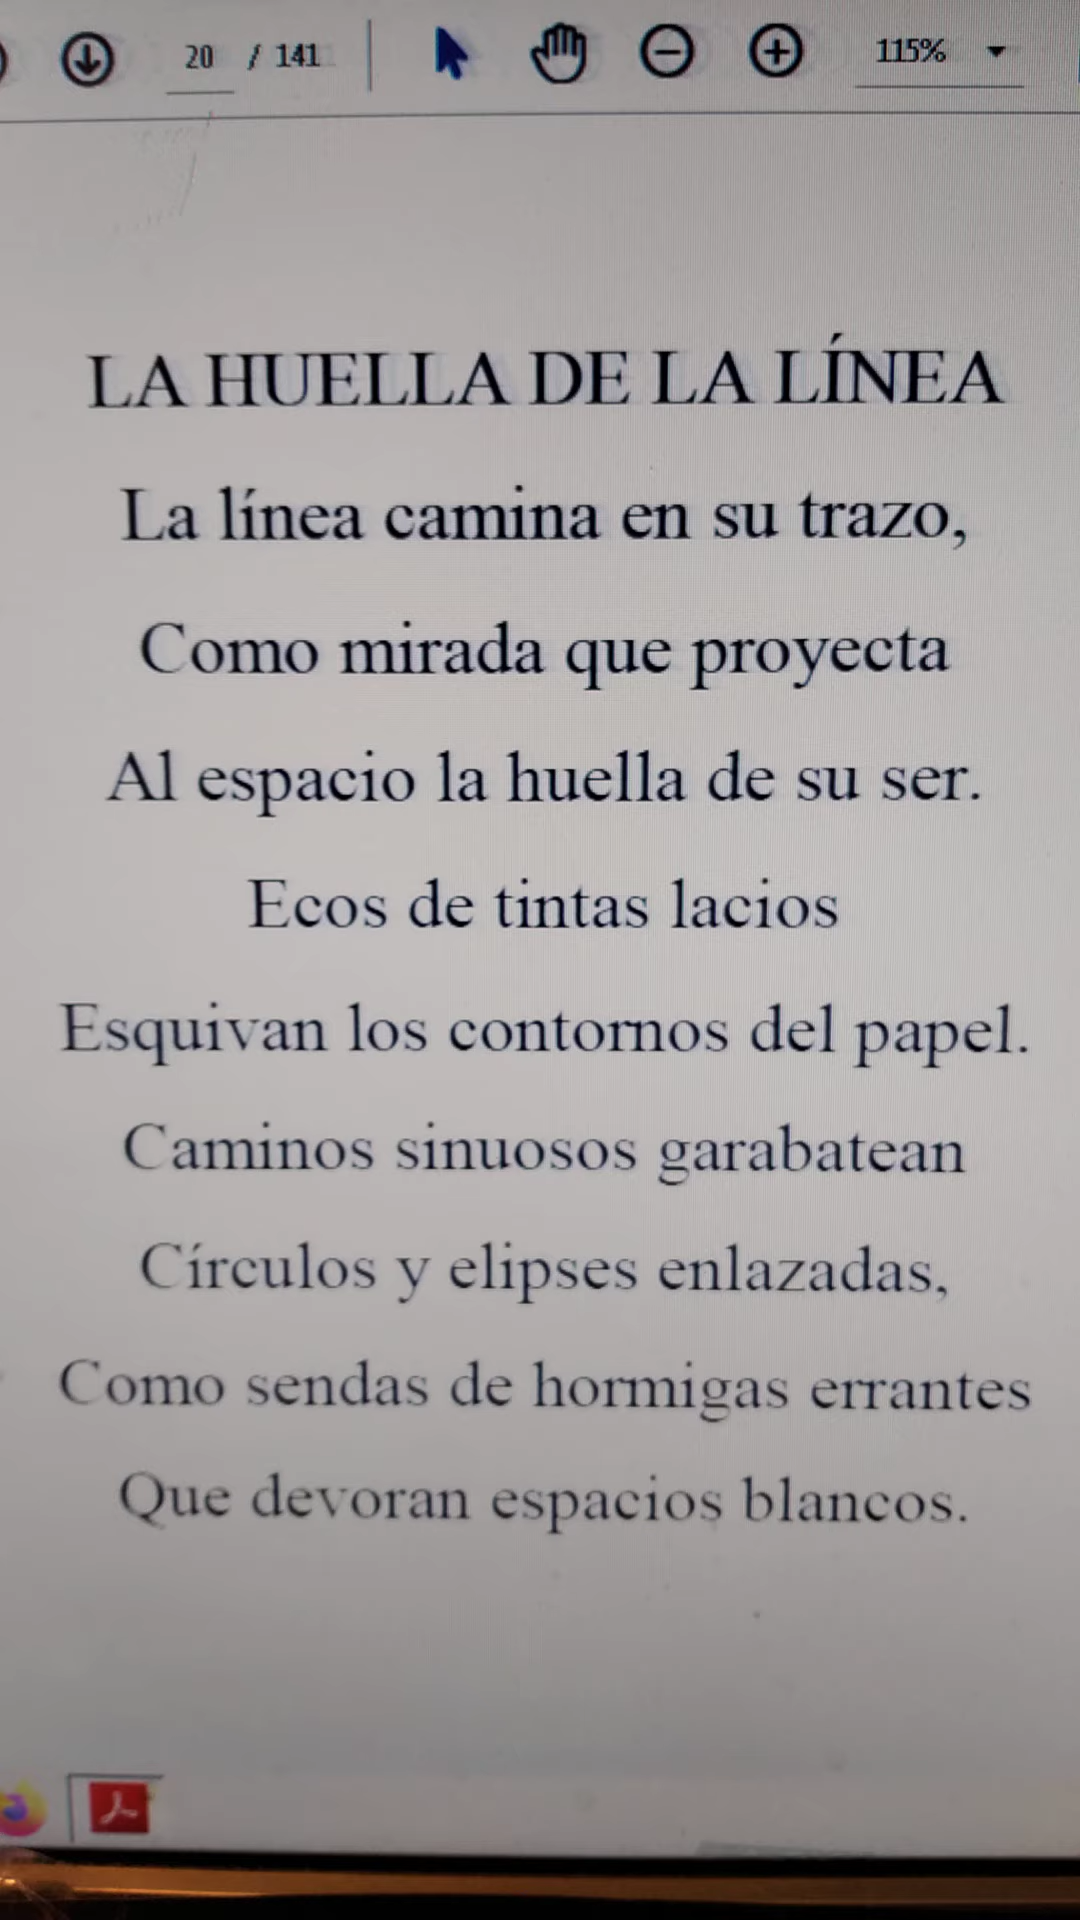 20 / 141 115%
LA HUELLA DE LA LÍNEA
La línea camina en su trazo,
Como mirada que proyecta
Al espacio la huella de su ser.
Ecos de tintas lacios
Esquivan los contornos del papel.
Caminos sinuosos garabatean
Círculos y elipses enlazadas,
Como sendas de hormigas errantes
Que devoran espacios blancos.